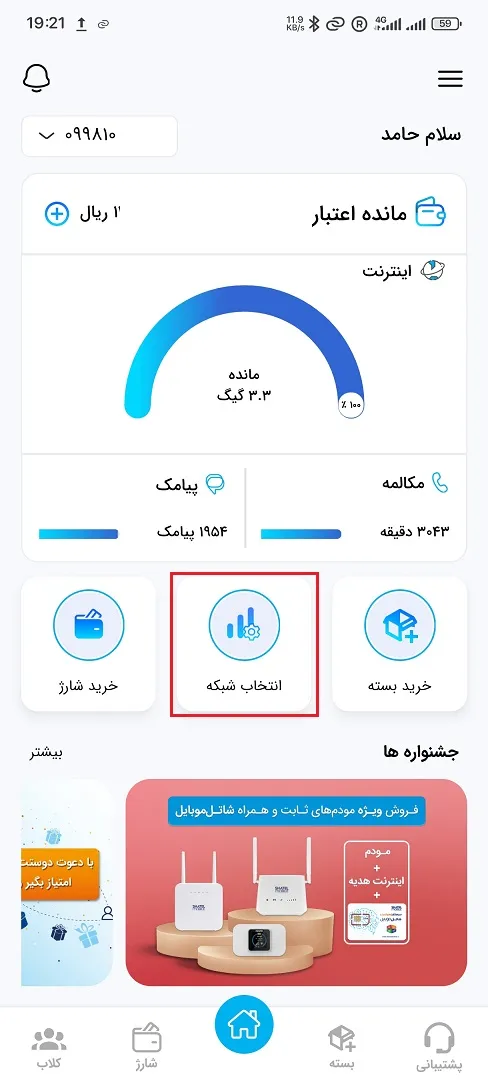 19:21
11.9
KB/s
4G
59
سلام حامد
۰۹۹۸۱۰
مانده اعتبار
ریال
اینترنت
مانده
۳.۳ گیگ
۱۰۰ ٪
مکالمه
۳۰۴۳ دقیقه
پیامک
۱۹۵۴ پیامک
خرید بسته
انتخاب شبکه
خرید شارژ
جشنواره ها
بیشتر
فروش ویژه مودم‌های ثابت و همراه شاتل‌موبایل
مودم
+
اینترنت هدیه
+
با دعوت دوست
امتیاز بگیر
پشتیبانی
بسته
شارژ
کلاب